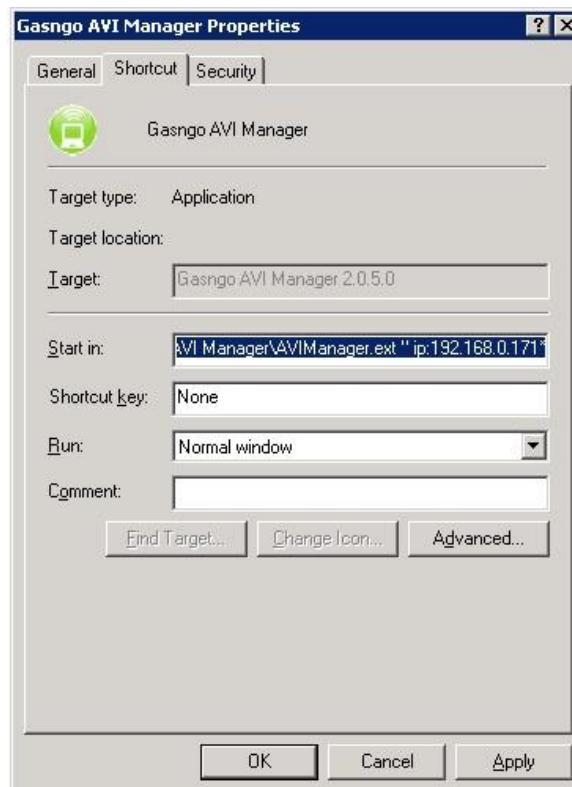 Gasngo AVI Manager Properties
General Shortcut Security
Gasngo AVI Manager
Target type: Application
Target location:
Target: Gasngo AVI Manager 2.0.5.0
Start in: AVI Manager\AVIManager.ext " ip:192.168.0.171"
Shortcut key: None
Run: Normal window
Comment:
Find Target... Change Icon... Advanced...
OK Cancel Apply